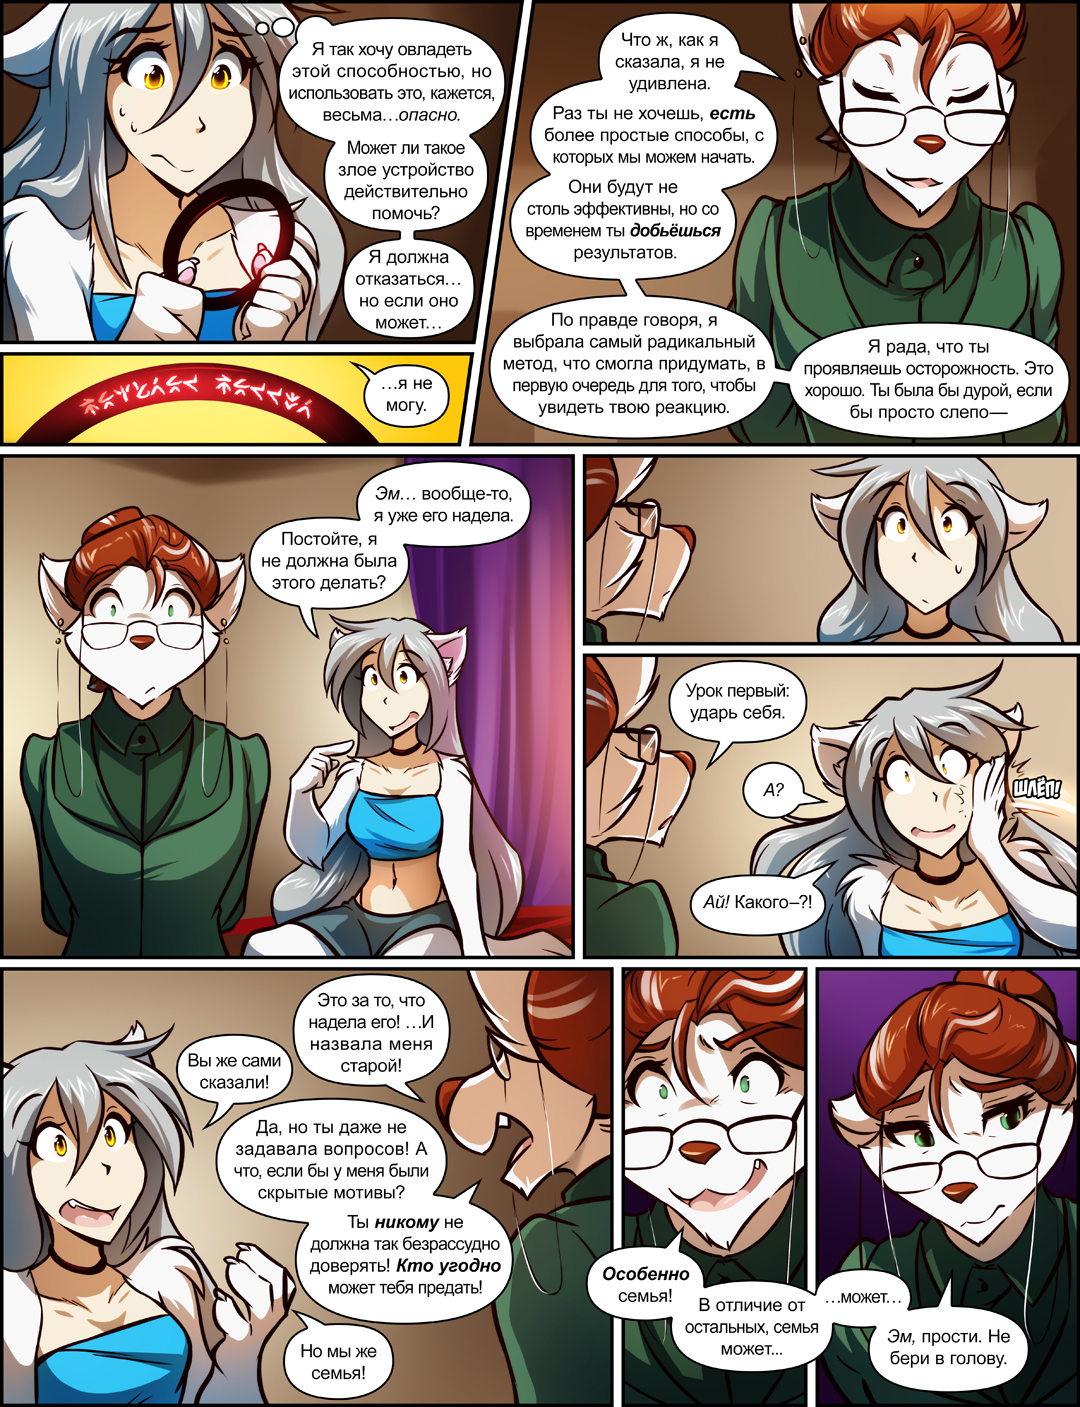 Я так хочу овладеть
этой способностью, но
использовать это, кажется,
весьма…опасно.
Может ли такое
злое устройство
действительно
помочь?
Я должна
отказаться…
но если оно
может…
…я не
могу.
Что ж, как я
сказала, я не
удивлена.
Раз ты не хочешь, есть
более простые способы, с
которых мы можем начать.
Они будут не
столь эффективны, но со
временем ты добьёшься
результатов.
По правде говоря, я
выбрала самый радикальный
метод, что смогла придумать, в
первую очередь для того, чтобы
увидеть твою реакцию.
Я рада, что ты
проявляешь осторожность. Это
хорошо. Ты была бы дурой, если
бы просто слепо—
Эм… вообще-то,
я уже его надела.
Постойте, я
не должна была
этого делать?
Урок первый:
ударь себя.
А?
ШЛЁП!
Ай! Какого–?!
Вы же сами
сказали!
Это за то, что
надела его! …И
назвала меня
старой!
Да, но ты даже не
задавала вопросов! А
что, если бы у меня были
скрытые мотивы?
Ты никому не
должна так безрассудно
доверять! Кто угодно
может тебя предать!
Но мы же
семья!
Особенно
семья!
В отличие от
остальных, семья
может...
…может…
Эм, прости. Не
бери в голову.